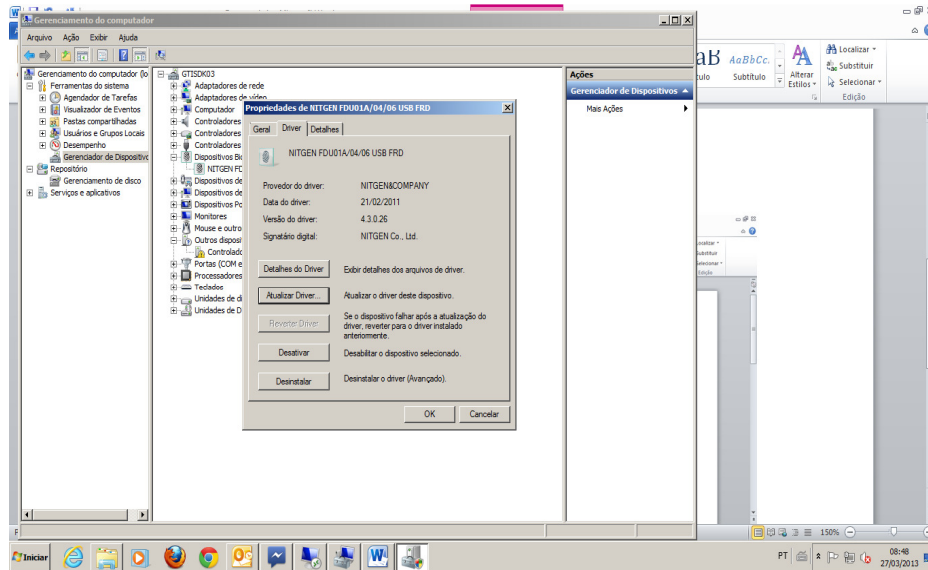 Gerenciamento do computador
Arquivo Ação Exibir Ajuda
Gerenciamento do computador (lo
Ferramentas do sistema
Agendador de Tarefas
Visualizador de Eventos
Pastas compartilhadas
Usuários e Grupos Locais
Desempenho
Gerenciador de Dispositivo
Repositório
Gerenciamento de disco
Serviços e aplicativos
GTISDK03
Adaptadores de rede
Adaptadores de vídeo
Computador
Controladores
Controladores
Controladores
Dispositivos Bio
NITGEN FD
Dispositivos de
Dispositivos de
Dispositivos Po
Monitores
Mouse e outro
Outros disposi
Controlado
Portas (COM e
Processadores
Teclados
Unidades de di
Unidades de D
Propriedades de NITGEN FDU01A/04/06 USB FRD
Geral Driver Detalhes
NITGEN FDU01A/04/06 USB FRD
Provedor do driver: NITGEN&COMPANY
Data do driver: 21/02/2011
Versão do driver: 4.3.0.26
Signatário digital: NITGEN Co., Ltd.
Detalhes do Driver Exibir detalhes dos arquivos de driver.
Atualizar Driver... Atualizar o driver deste dispositivo.
Reverter Driver Se o dispositivo falhar após a atualização do
driver, reverter para o driver instalado
anteriormente.
Desativar Desabilitar o dispositivo selecionado.
Desinstalar Desinstalar o driver (Avançado).
OK Cancelar
Ações
Gerenciador de Dispositivos
Mais Ações
aB AaBbCc.
tulo Subtítulo
Alterar
Estilos
Localizar
Substituir
Selecionar
Edição
Localizar
Substituir
Selecionar
Edição
150%
Iniciar
PT
08:48
27/03/2013